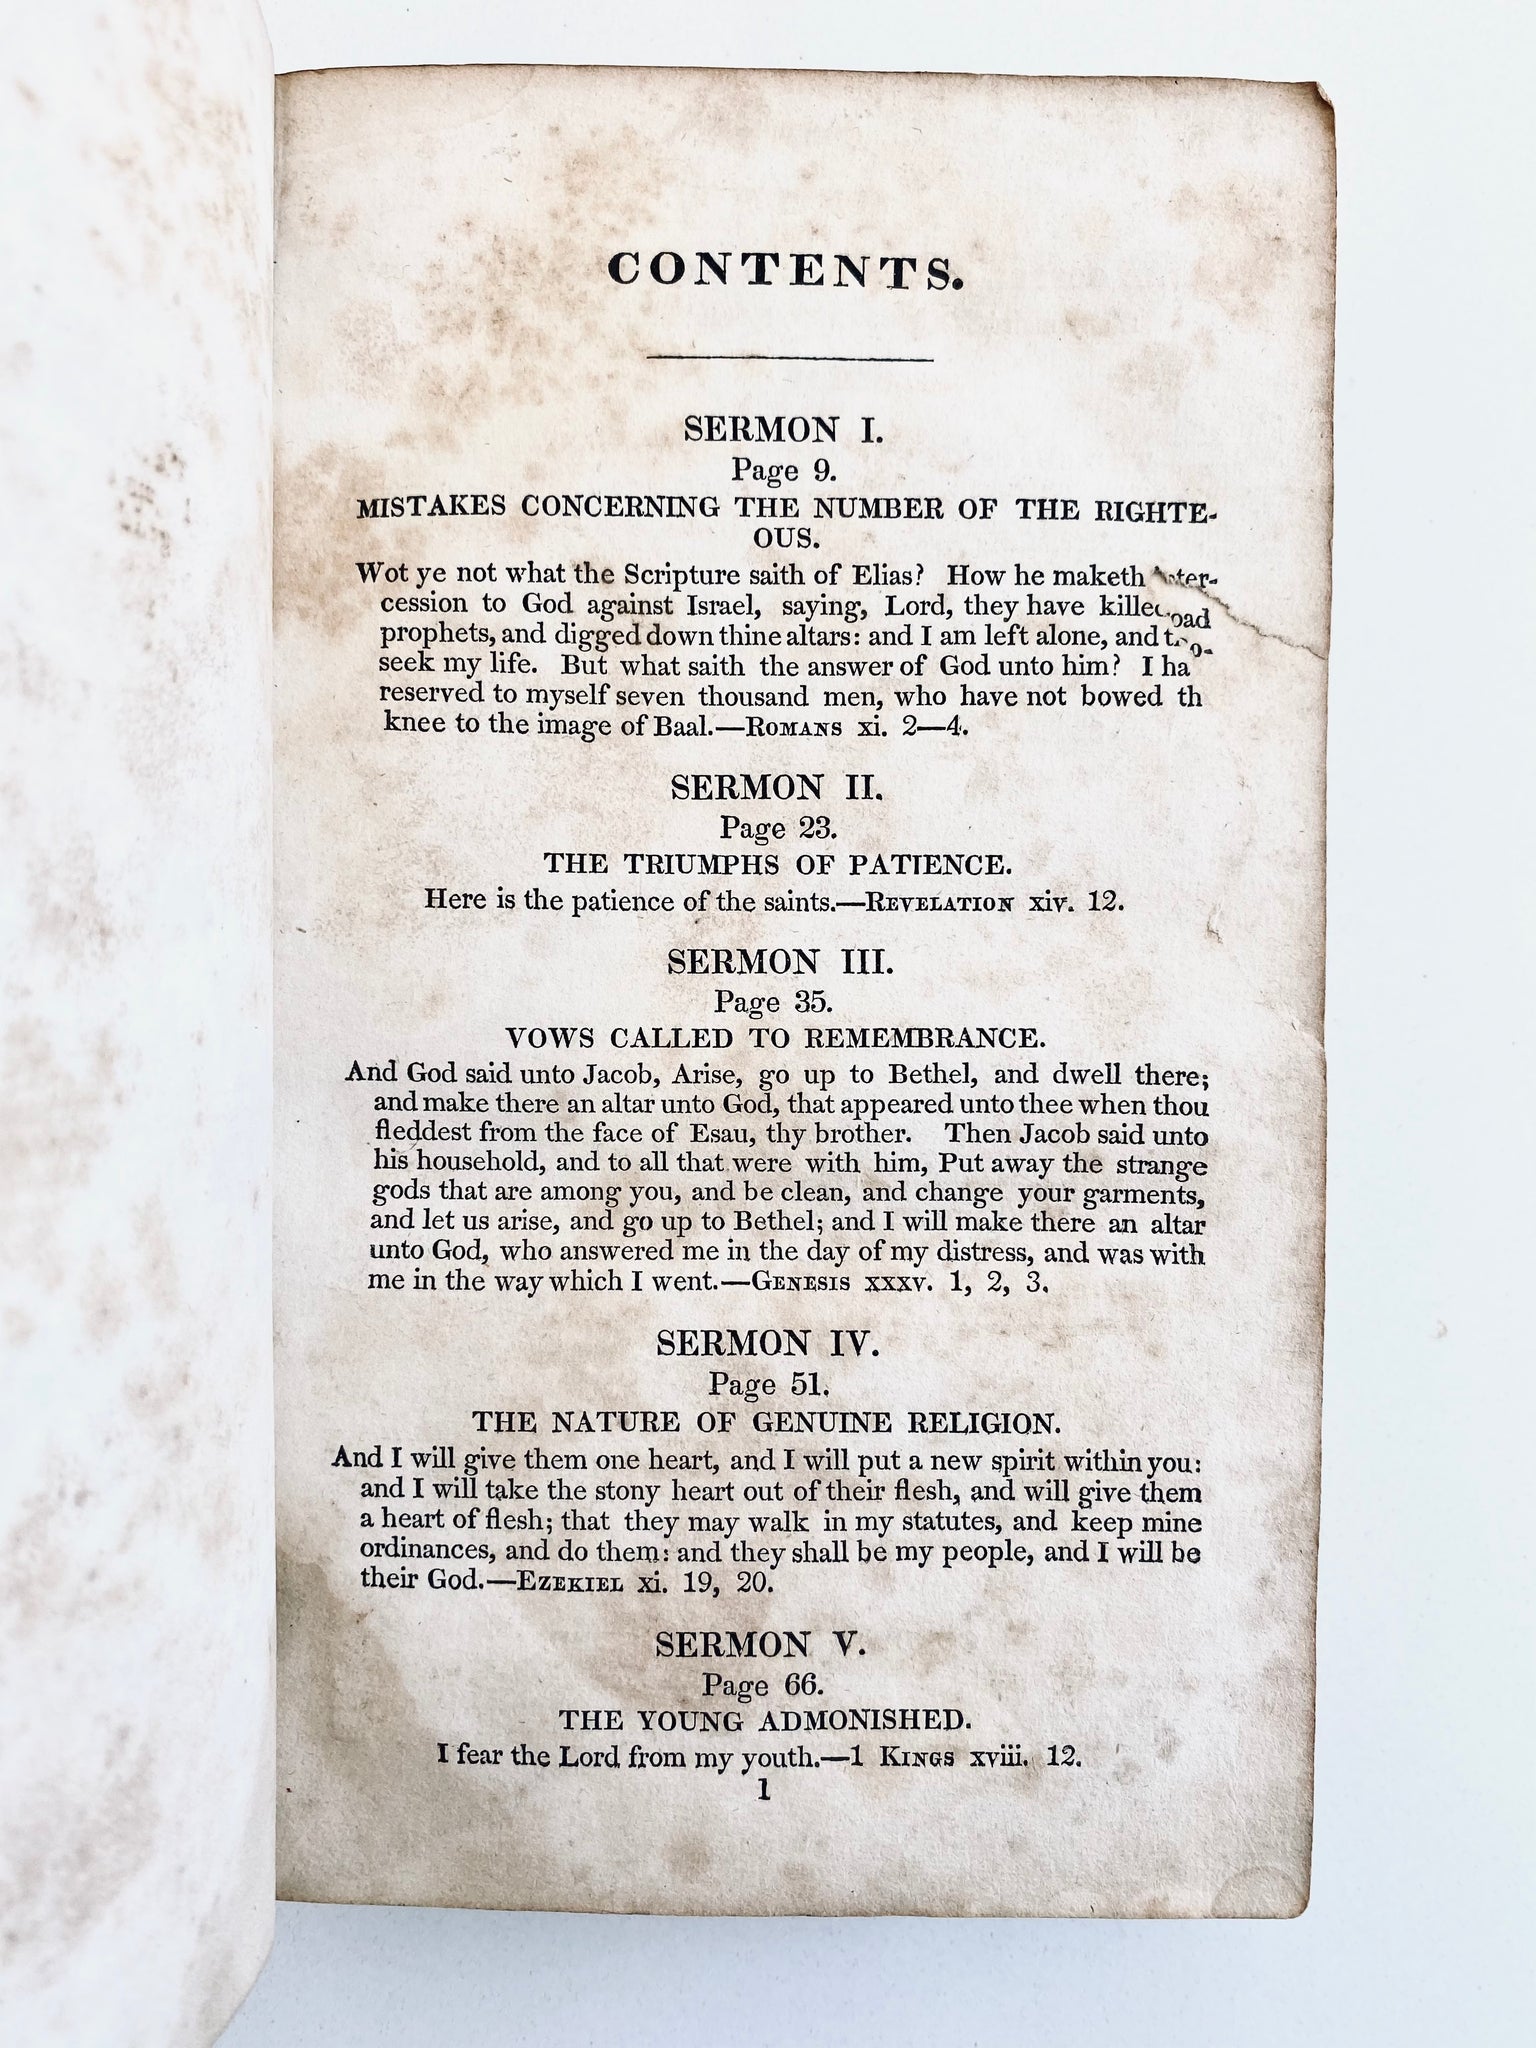 CONTENTS.
SERMON I.
Page 9.
MISTAKES CONCERNING THE NUMBER OF THE RIGHTE-
OUS.
Wot ye not what the Scripture saith of Elias? How he maketh
cession to God against Israel, saying, Lord, they have
prophets, and digged down thine altars: and I am left alone, and
seek my life. But what saith the answer of God unto him? I
reserved to myself seven thousand men, who have not bowed
knee to the image of Baal.—ROMANS xi. 2—4.
SERMON II.
Page 23.
THE TRIUMPHS OF PATIENCE.
Here is the patience of the saints.—REVELATION xiv. 12.
SERMON III.
Page 35.
VOWS CALLED TO REMEMBRANCE.
And God said unto Jacob, Arise, go up to Bethel, and dwell there;
and make there an altar unto God, that appeared unto thee when thou
fleddest from the face of Esau, thy brother. Then Jacob said unto
his household, and to all that were with him, Put away the strange
gods that are among you, and be clean, and change your garments,
and let us arise, and go up to Bethel; and I will make there an altar
unto God, who answered me in the day of my distress, and was with
me in the way which I went.—GENESIS xxxv. 1, 2, 3.
SERMON IV.
Page 51.
THE NATURE OF GENUINE RELIGION.
And I will give them one heart, and I will put a new spirit within you:
and I will take the stony heart out of their flesh, and will give them
a heart of flesh; that they may walk in my statutes, and keep mine
ordinances, and do them: and they shall be my people, and I will be
their God.—EZEKIEL xi. 19, 20.
SERMON V.
Page 66.
THE YOUNG ADMONISHED.
I fear the Lord from my youth.—1 KINGS xviii. 12.
1